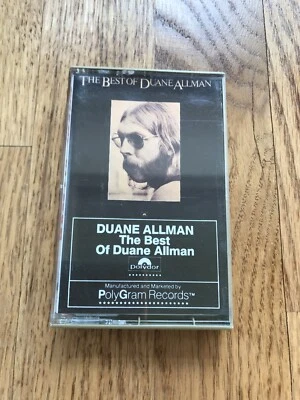 THE BEST OF DUANE ALLMAN
DUANE ALLMAN
The Best
Of Duane Allman
polydor
Manufactured and Marketed by
PolyGram Records™